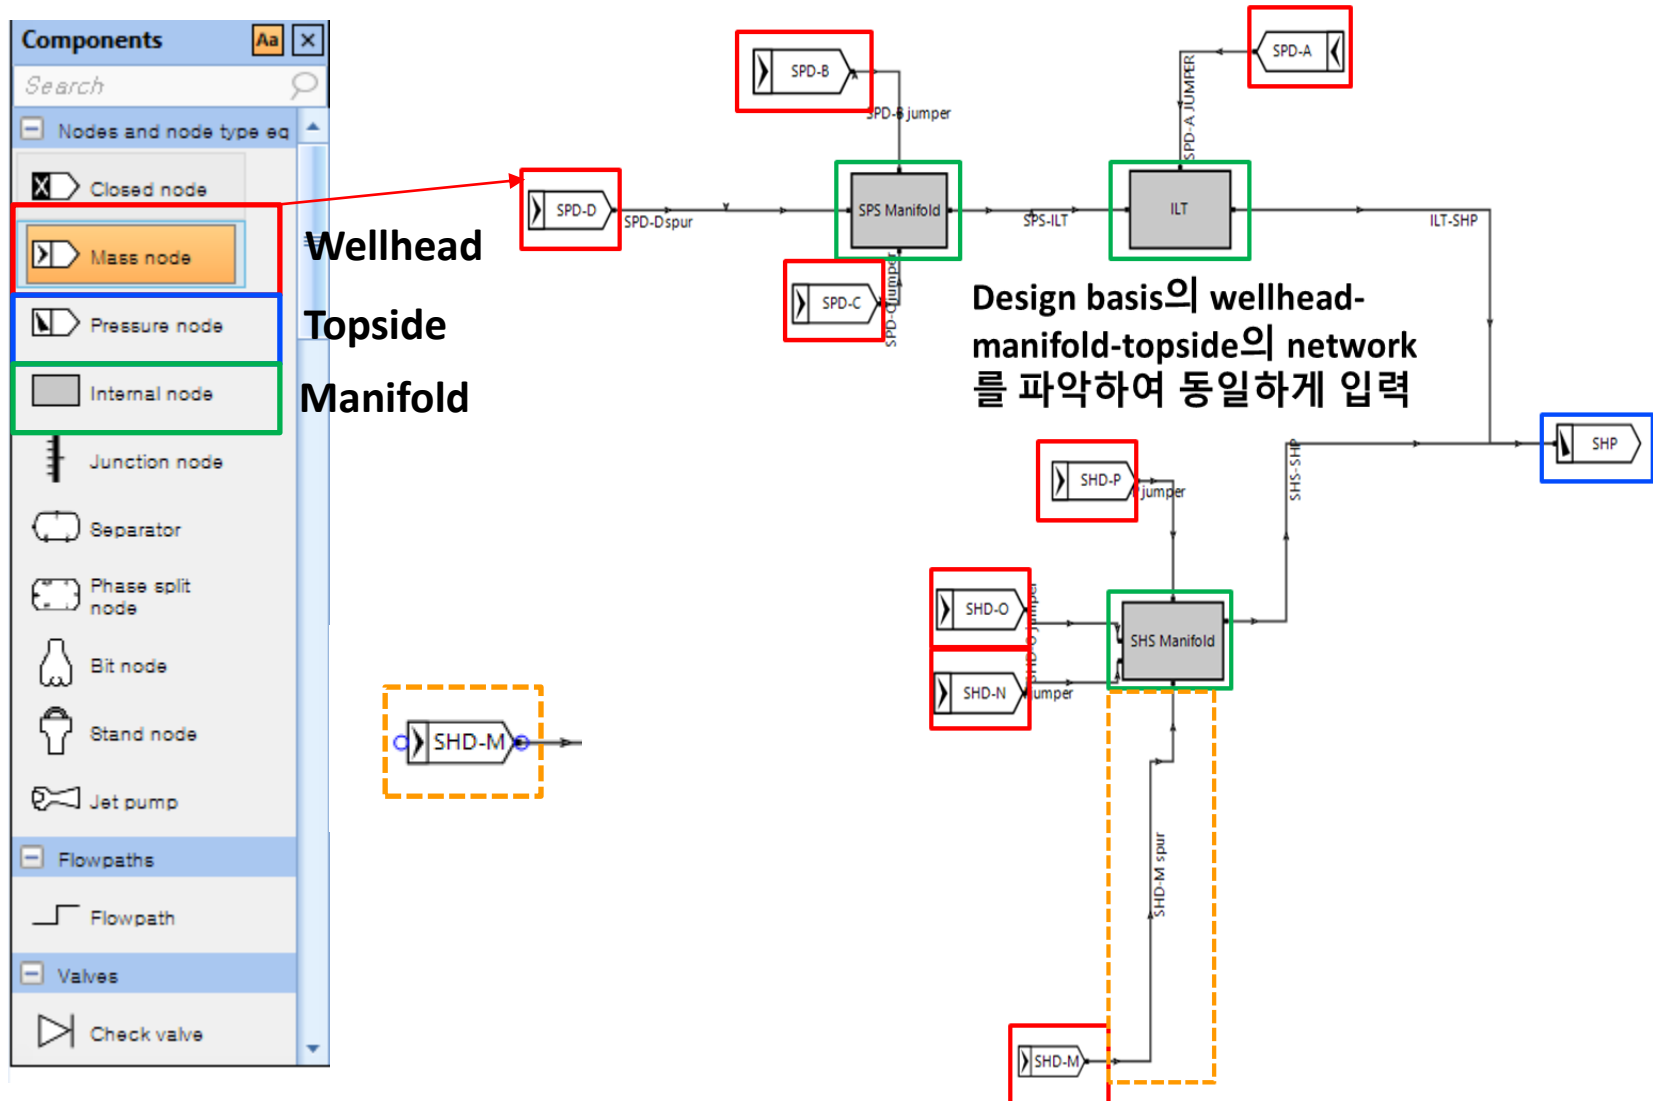 Components
Aa
Search
Nodes and node type eq
Closed node
Mass node
Pressure node
Internal node
Junction node
Separator
Phase split
node
Bit node
Stand node
Jet pump
Flowpaths
Flowpath
Valves
Check valve
Wellhead
Topside
Manifold
SPD-A
SPD-B
SPD-A JUMPER
SPD-B jumper
SPD-D
SPD-D spur
SPS Manifold
SPS-ILT
ILT
ILT-SHP
SPD-C
SPD-C jumper
Design basis의 wellhead-
manifold-topside의 network
를 파악하여 동일하게 입력
SHP
SHS-SHP
SHD-P
jumper
SHD-O
SHD-O jumper
SHS Manifold
SHD-N
jumper
SHD-M
SHD-M spur
SHD-M